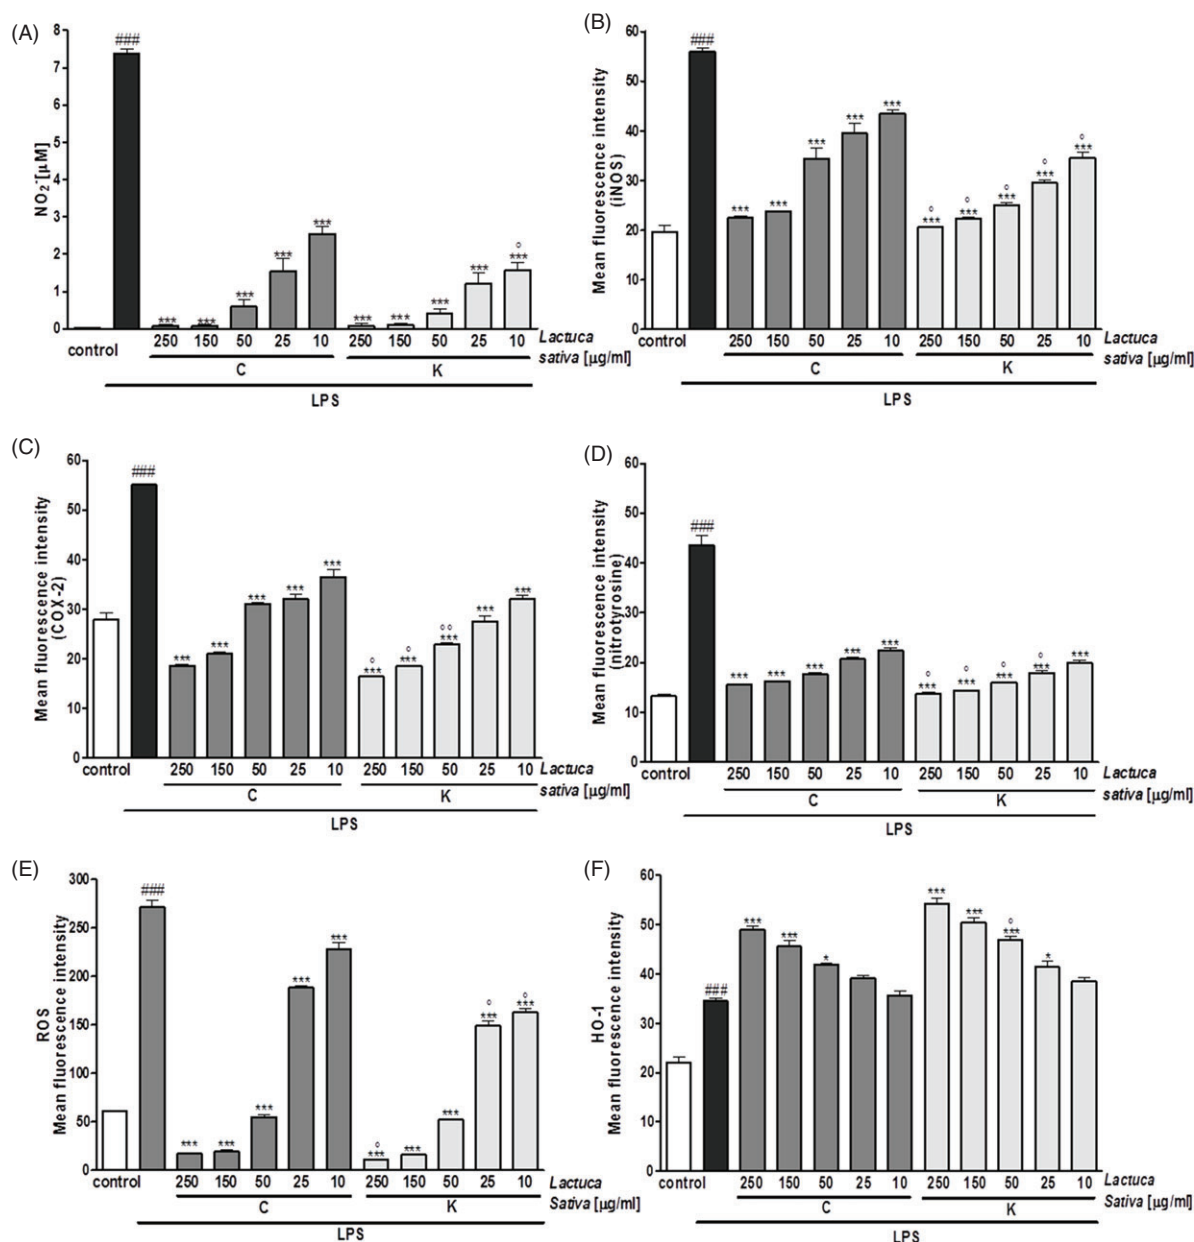 (A)
NO2-[µM]
8
7
6
5
4
3
2
1
0
###
*** *** *** *** ***
*** *** *** *** °***
control 250 150 50 25 10 250 150 50 25 10 Lactuca
sativa [µg/ml]
C K
LPS
(B)
Mean fluorescence intensity
(iNOS)
60
50
40
30
20
10
0
###
*** *** *** *** ***
°*** °*** °*** °*** °***
control 250 150 50 25 10 250 150 50 25 10 Lactuca
sativa [µg/ml]
C K
LPS
(C)
Mean fluorescence intensity
(COX-2)
60
50
40
30
20
10
0
###
*** *** *** *** ***
°*** °*** °°*** *** ***
control 250 150 50 25 10 250 150 50 25 10 Lactuca
sativa [µg/ml]
C K
LPS
(D)
Mean fluorescence intensity
(nitrotyrosine)
60
50
40
30
20
10
0
###
*** *** *** *** ***
°*** °*** °*** °*** ***
control 250 150 50 25 10 250 150 50 25 10 Lactuca
sativa [µg/ml]
C K
LPS
(E)
ROS
Mean fluorescence intensity
300
250
200
150
100
50
0
###
*** *** *** *** ***
°*** *** *** °*** °***
control 250 150 50 25 10 250 150 50 25 10 Lactuca
Sativa [µg/ml]
C K
LPS
(F)
HO-1
Mean fluorescence intensity
60
50
40
30
20
10
0
###
*** *** *
*** *** °*** *
control 250 150 50 25 10 250 150 50 25 10 Lactuca
Sativa [µg/ml]
C K
LPS